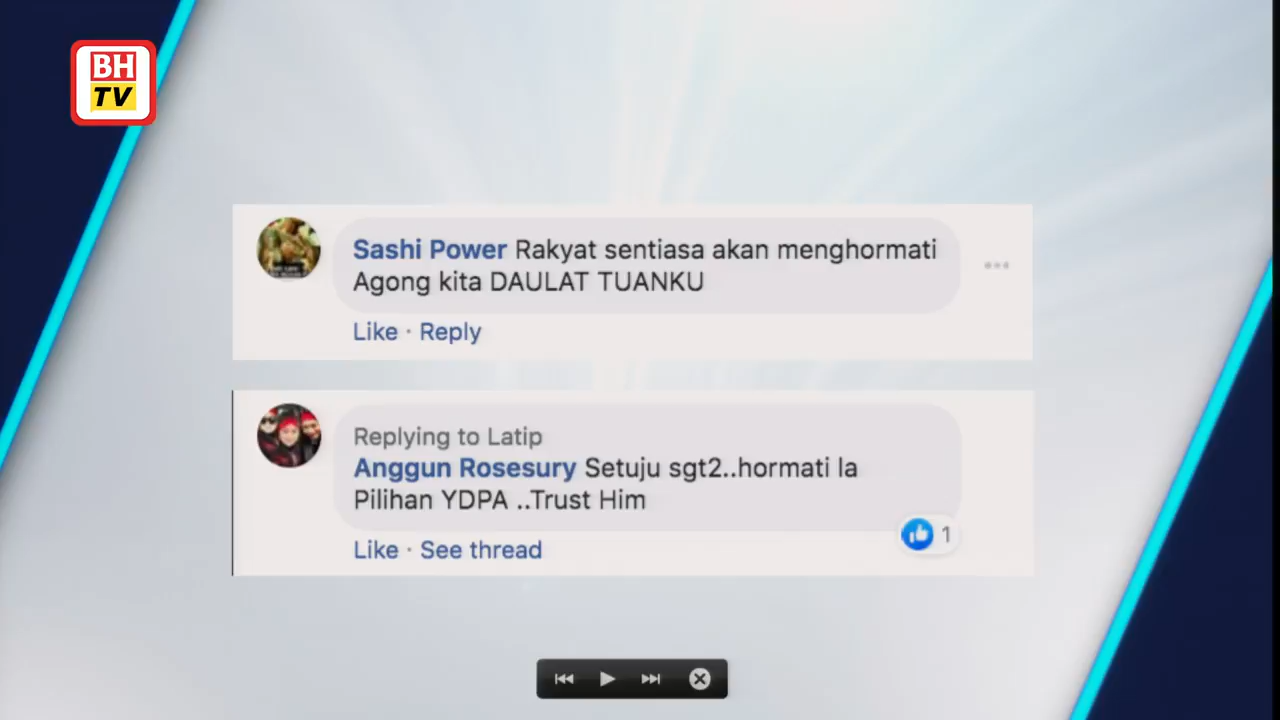 BH
TV
Sashi Power Rakyat sentiasa akan menghormati
Agong kita DAULAT TUANKU
Like · Reply
Replying to Latip
Anggun Rosesury Setuju sgt2..hormati la
Pilihan YDPA ..Trust Him
1
Like · See thread